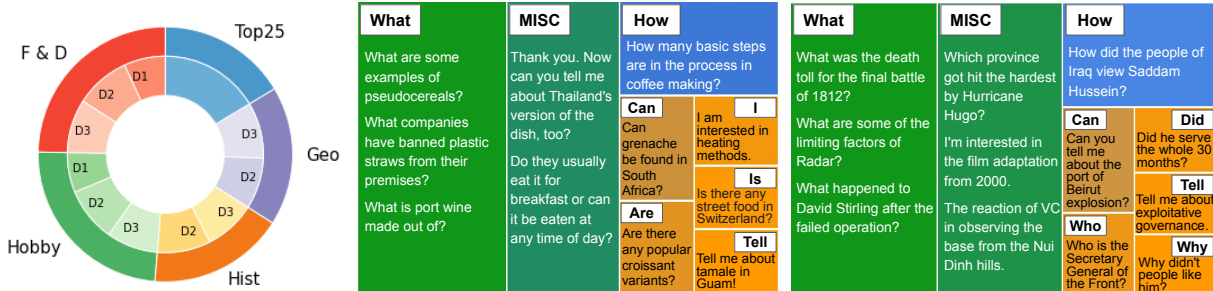 Top25
F & D
D1
D2
D3
D3
Geo
D2
D1
D2
D3
D3
D2
Hobby
Hist
What
What are some
examples of
pseudocereals?
What companies
have banned plastic
straws from their
premises?
What is port wine
made out of?
MISC
Thank you. Now
can you tell me
about Thailand's
version of the
dish, too?
Do they usually
eat it for
breakfast or can
it be eaten at
any time of day?
How
How many basic steps
are in the process in
coffee making?
Can
Can
grenache
be found in
South
Africa?
Are
Are there
any popular
croissant
variants?
I
I am
interested in
heating
methods.
Is
Is there any
street food in
Switzerland?
Tell
Tell me about
tamale in
Guam!
What
What was the death
toll for the final battle
of 1812?
What are some of the
limiting factors of
Radar?
What happened to
David Stirling after the
failed operation?
MISC
Which province
got hit the hardest
by Hurricane
Hugo?
I'm interested in
the film adaptation
from 2000.
The reaction of VC
in observing the
base from the Nui
Dinh hills.
How
How did the people of
Iraq view Saddam
Hussein?
Can
Can you
tell me
about the
port of
Beirut
explosion?
Who
Who is the
Secretary
General of
the Front?
Did
Did he serve
the whole 30
months?
Tell
Tell me about
exploitative
governance.
Why
Why didn't
people like
him?